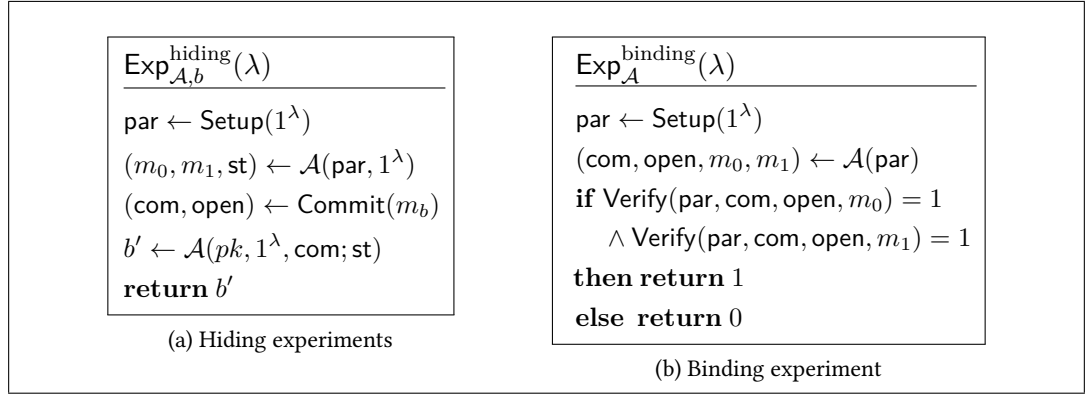 Exp^hiding_{𝒜,b}(λ)
par ← Setup(1^λ)
(m_0, m_1, st) ← 𝒜(par, 1^λ)
(com, open) ← Commit(m_b)
b′ ← 𝒜(pk, 1^λ, com; st)
return b′
(a) Hiding experiments
Exp^binding_𝒜(λ)
par ← Setup(1^λ)
(com, open, m_0, m_1) ← 𝒜(par)
if Verify(par, com, open, m_0) = 1
∧ Verify(par, com, open, m_1) = 1
then return 1
else return 0
(b) Binding experiment